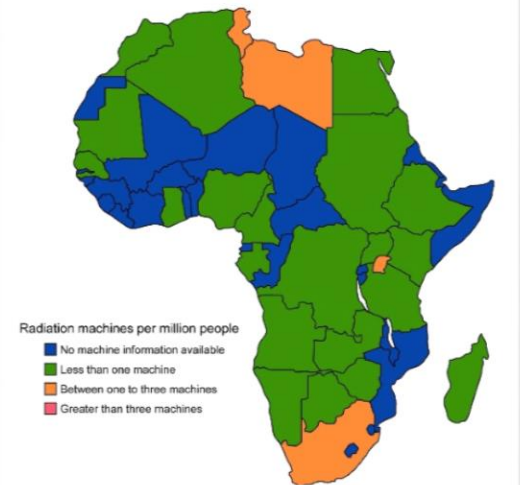 Radiation machines per million people
No machine information available
Less than one machine
Between one to three machines
Greater than three machines